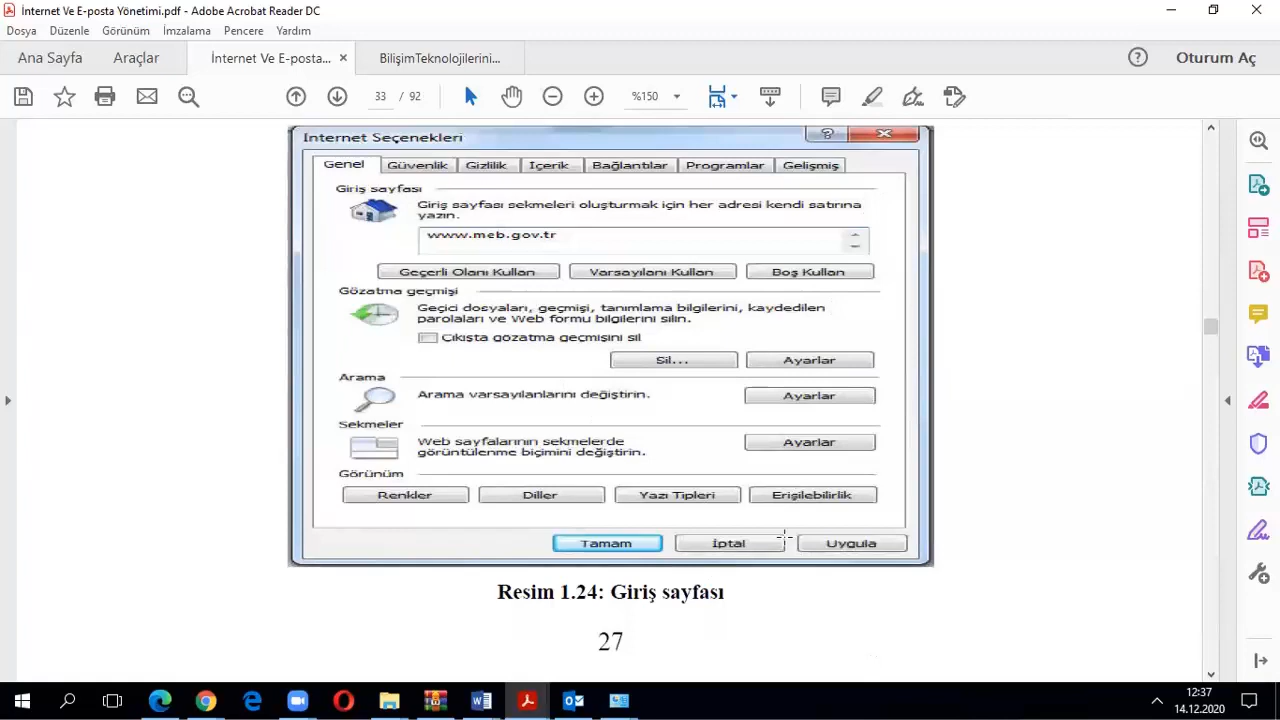 İnternet Ve E-posta Yönetimi.pdf - Adobe Acrobat Reader DC
Dosya Düzenle Görünüm İmzalama Pencere Yardım
Ana Sayfa Araçlar İnternet Ve E-posta... BilişimTeknolojilerini... Oturum Aç
33 / 92 %150
İnternet Seçenekleri
Genel Güvenlik Gizlilik İçerik Bağlantılar Programlar Gelişmiş
Giriş sayfası
Giriş sayfası sekmeleri oluşturmak için her adresi kendi satırına
yazın.
www.meb.gov.tr
Geçerli Olanı Kullan Varsayılanı Kullan Boş Kullan
Gözatma geçmişi
Geçici dosyaları, geçmişi, tanımlama bilgilerini, kaydedilen
parolaları ve Web formu bilgilerini silin.
Çıkışta gözatma geçmişini sil
Sil... Ayarlar
Arama
Arama varsayılanlarını değiştirin. Ayarlar
Sekmeler
Web sayfalarının sekmelerde
görüntülenme biçimini değiştirin. Ayarlar
Görünüm
Renkler Diller Yazı Tipleri Erişilebilirlik
Tamam İptal Uygula
Resim 1.24: Giriş sayfası
27
12:37
14.12.2020